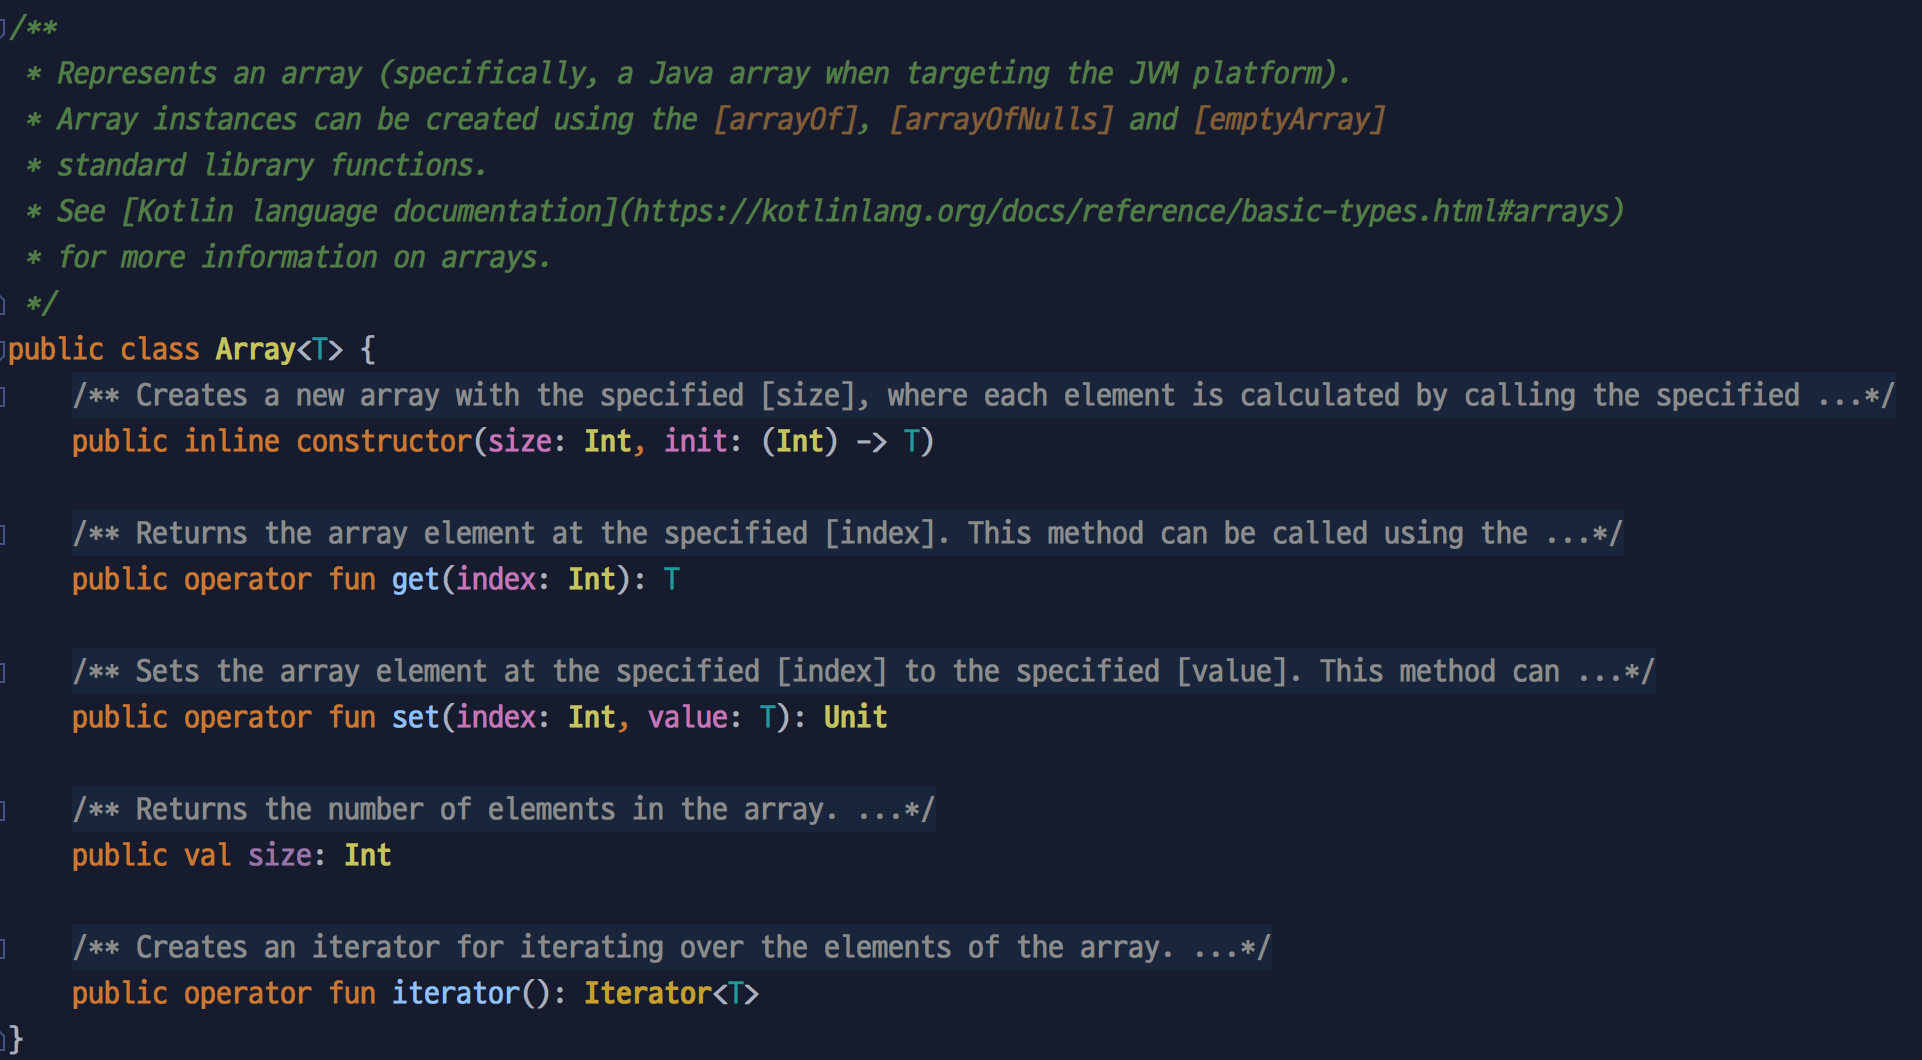 /**
 * Represents an array (specifically, a Java array when targeting the JVM platform).
 * Array instances can be created using the [arrayOf], [arrayOfNulls] and [emptyArray]
 * standard library functions.
 * See [Kotlin language documentation](https://kotlinlang.org/docs/reference/basic-types.html#arrays)
 * for more information on arrays.
 */
public class Array<T> {
    /** Creates a new array with the specified [size], where each element is calculated by calling the specified ...*/
    public inline constructor(size: Int, init: (Int) -> T)

    /** Returns the array element at the specified [index]. This method can be called using the ...*/
    public operator fun get(index: Int): T

    /** Sets the array element at the specified [index] to the specified [value]. This method can ...*/
    public operator fun set(index: Int, value: T): Unit

    /** Returns the number of elements in the array. ...*/
    public val size: Int

    /** Creates an iterator for iterating over the elements of the array. ...*/
    public operator fun iterator(): Iterator<T>
}